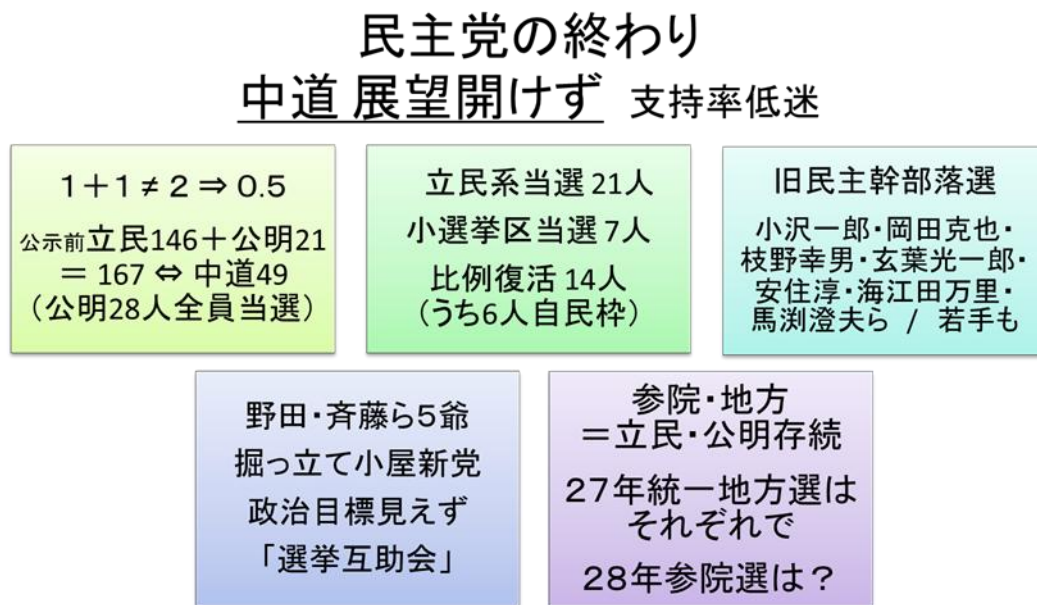 民主党の終わり
中道 展望開けず 支持率低迷
1+1≠2⇒0.5
公示前立民146+公明21
= 167 ⇔ 中道49
(公明28人全員当選)
立民系当選 21人
小選挙区当選 7人
比例復活 14人
(うち6人自民枠)
旧民主幹部落選
小沢一郎・岡田克也・
枝野幸男・玄葉光一郎・
安住淳・海江田万里・
馬渕澄夫ら / 若手も
野田・斉藤ら5爺
掘っ立て小屋新党
政治目標見えず
「選挙互助会」
参院・地方
=立民・公明存続
27年統一地方選は
それぞれで
28年参院選は?